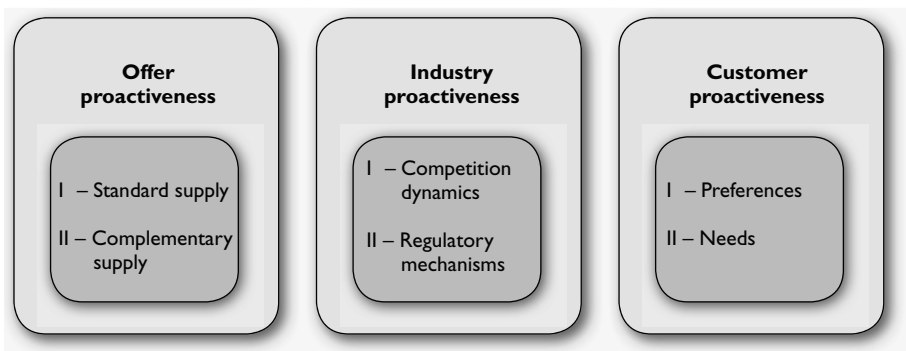 Offer
proactiveness
I – Standard supply
II – Complementary
supply
Industry
proactiveness
I – Competition
dynamics
II – Regulatory
mechanisms
Customer
proactiveness
I – Preferences
II – Needs